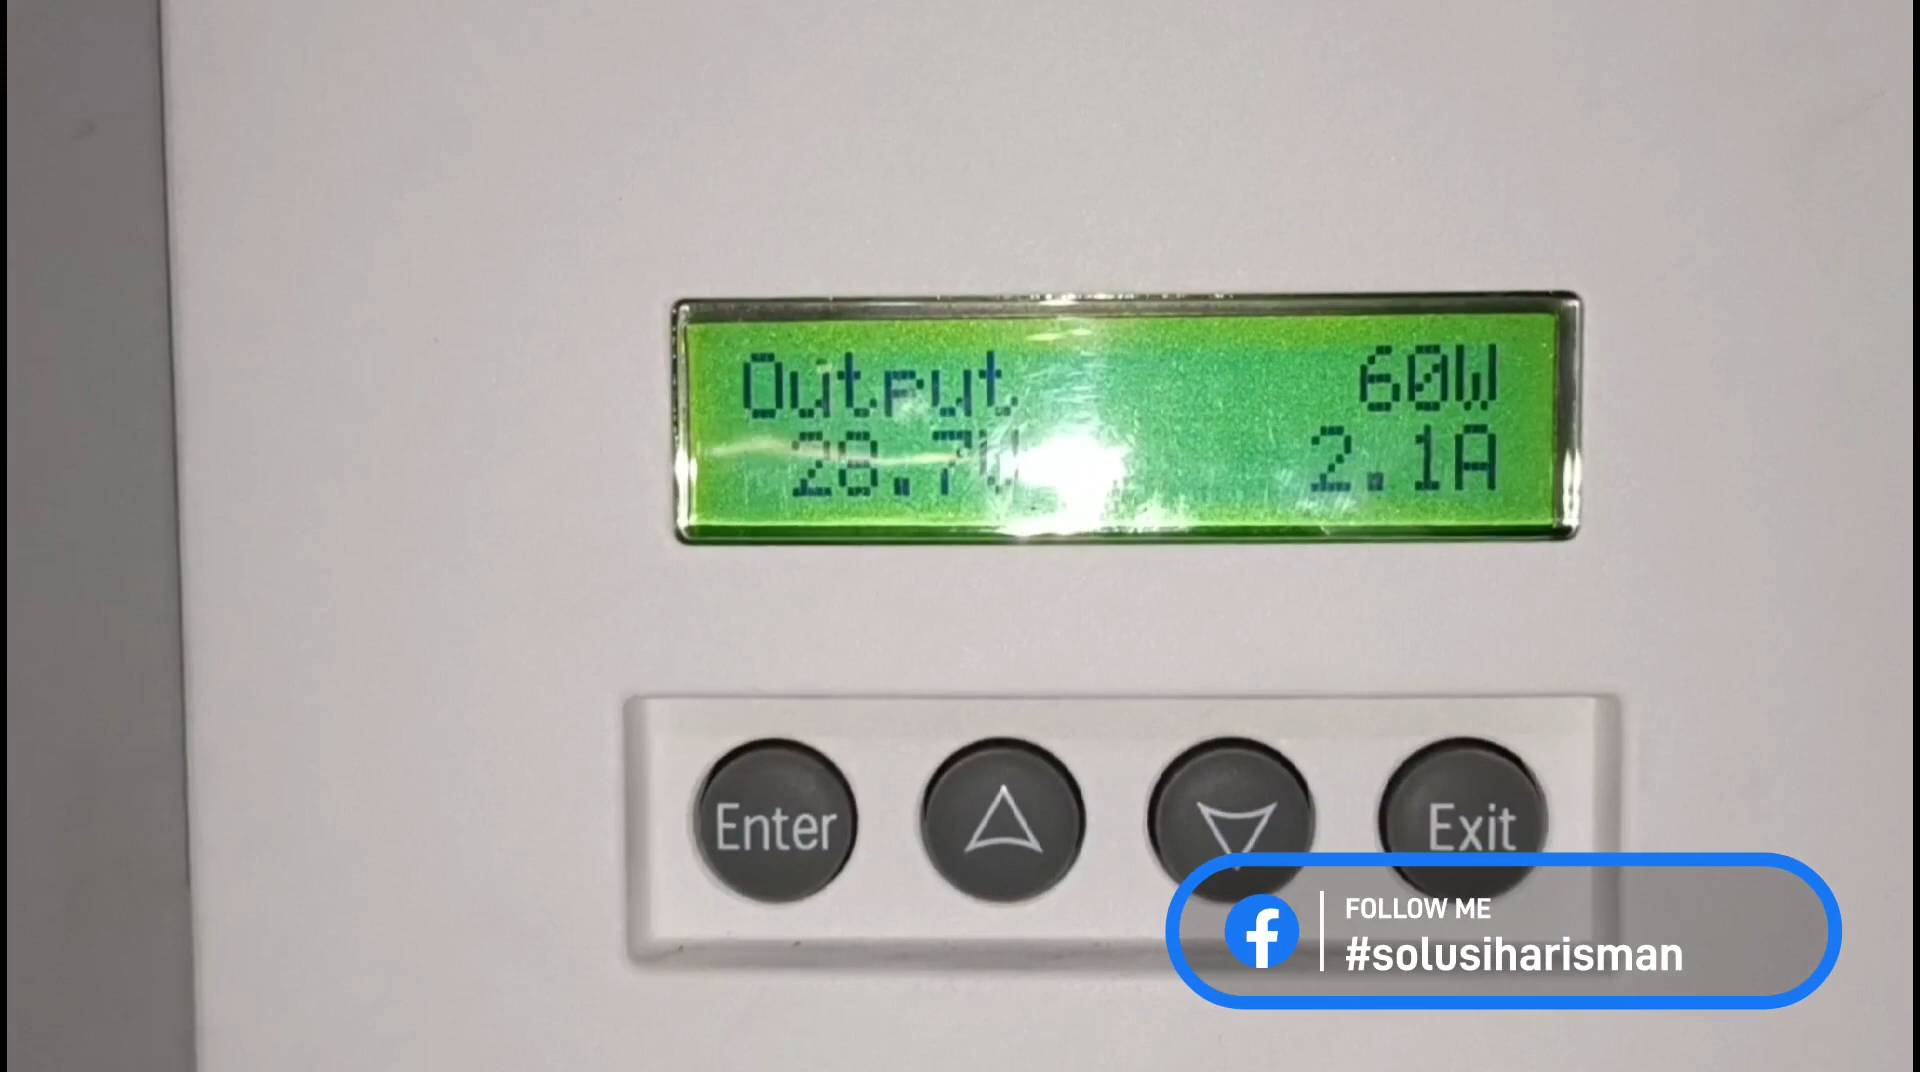 Output 60W
28.7V 2.1A
Enter Exit
FOLLOW ME
#solusiharisman